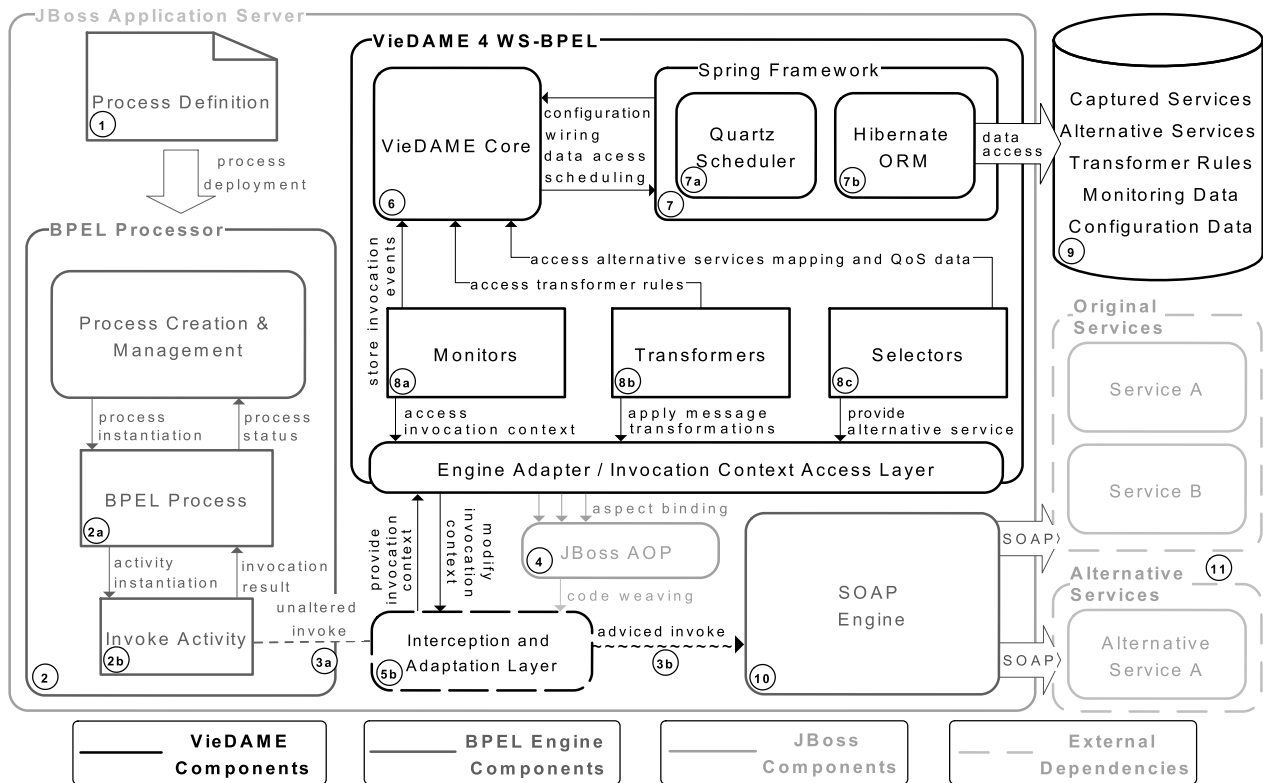 JBoss Application Server
Process Definition
1
process
deployment
BPEL Processor
Process Creation &
Management
process
instantiation
process
status
BPEL Process
2a
activity
instantiation
invocation
result
Invoke Activity
2b
2
unaltered
invoke
3a
VieDAME 4 WS-BPEL
VieDAME Core
6
configuration
wiring
data acess
scheduling
Spring Framework
Quartz
Scheduler
7a
Hibernate
ORM
7b
7
data
access
Captured Services
Alternative Services
Transformer Rules
Monitoring Data
Configuration Data
9
store invocation
events
access alternative services mapping and QoS data
access transformer rules
Monitors
8a
Transformers
8b
Selectors
8c
access
invocation context
apply message
transformations
provide
alternative service
Engine Adapter / Invocation Context Access Layer
provide
invocation
context
modify
invocation
context
aspect binding
JBoss AOP
4
code weaving
Interception and
Adaptation Layer
5b
adviced invoke
3b
SOAP
Engine
10
SOAP
SOAP
Original
Services
Service A
Service B
11
Alternative
Services
Alternative
Service A
VieDAME
Components
BPEL Engine
Components
JBoss
Components
External
Dependencies